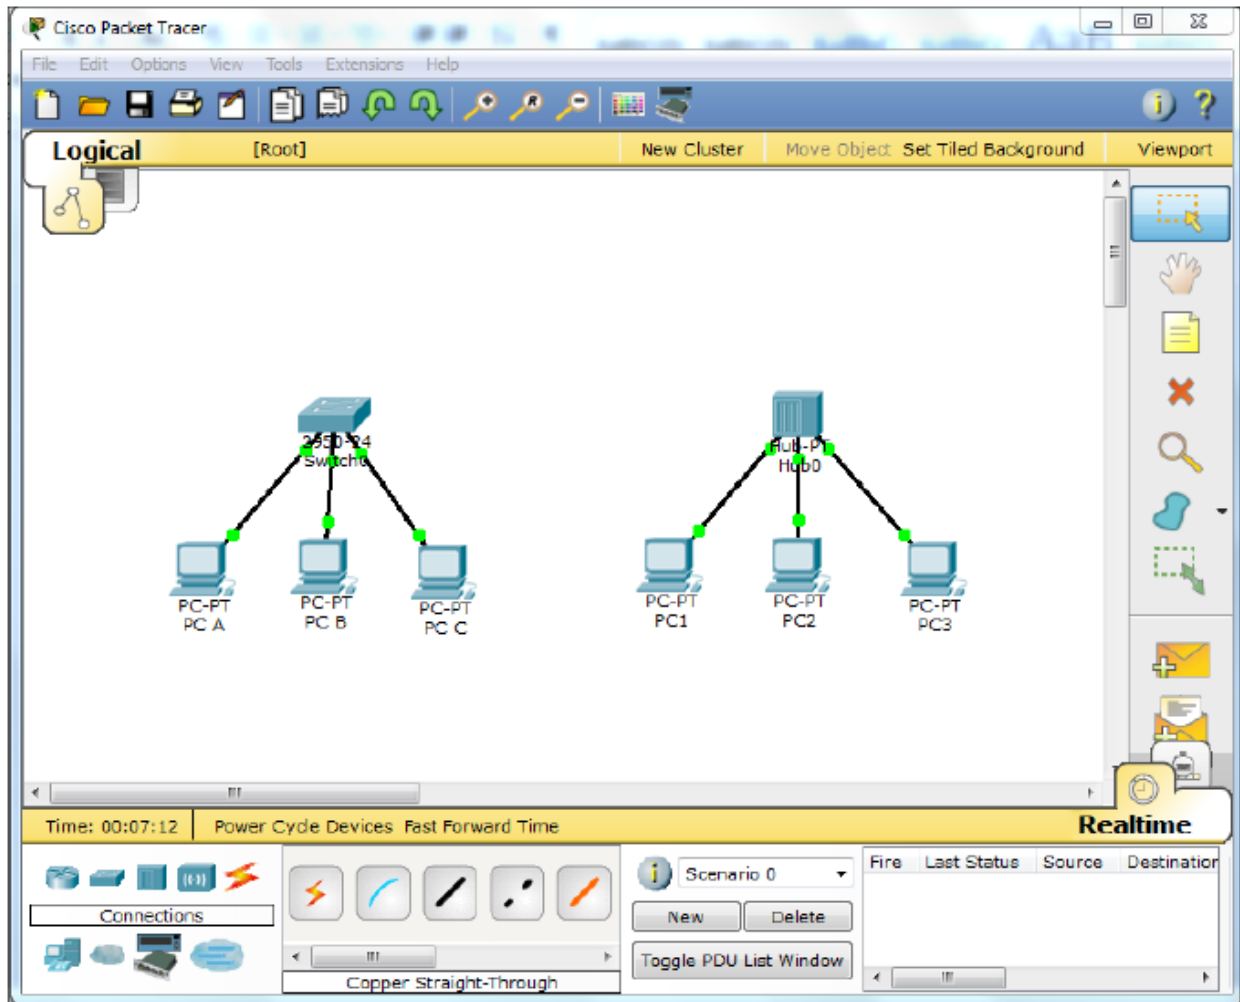 Cisco Packet Tracer
File Edit Options View Tools Extensions Help
Logical [Root] New Cluster Move Object Set Tiled Background Viewport
2950-24
Switch0
Hub-PT
Hub0
PC-PT
PC A
PC-PT
PC B
PC-PT
PC C
PC-PT
PC1
PC-PT
PC2
PC-PT
PC3
Time: 00:07:12 Power Cycle Devices Fast Forward Time Realtime
Fire Last Status Source Destination
Scenario 0
Connections
New Delete
Toggle PDU List Window
Copper Straight-Through